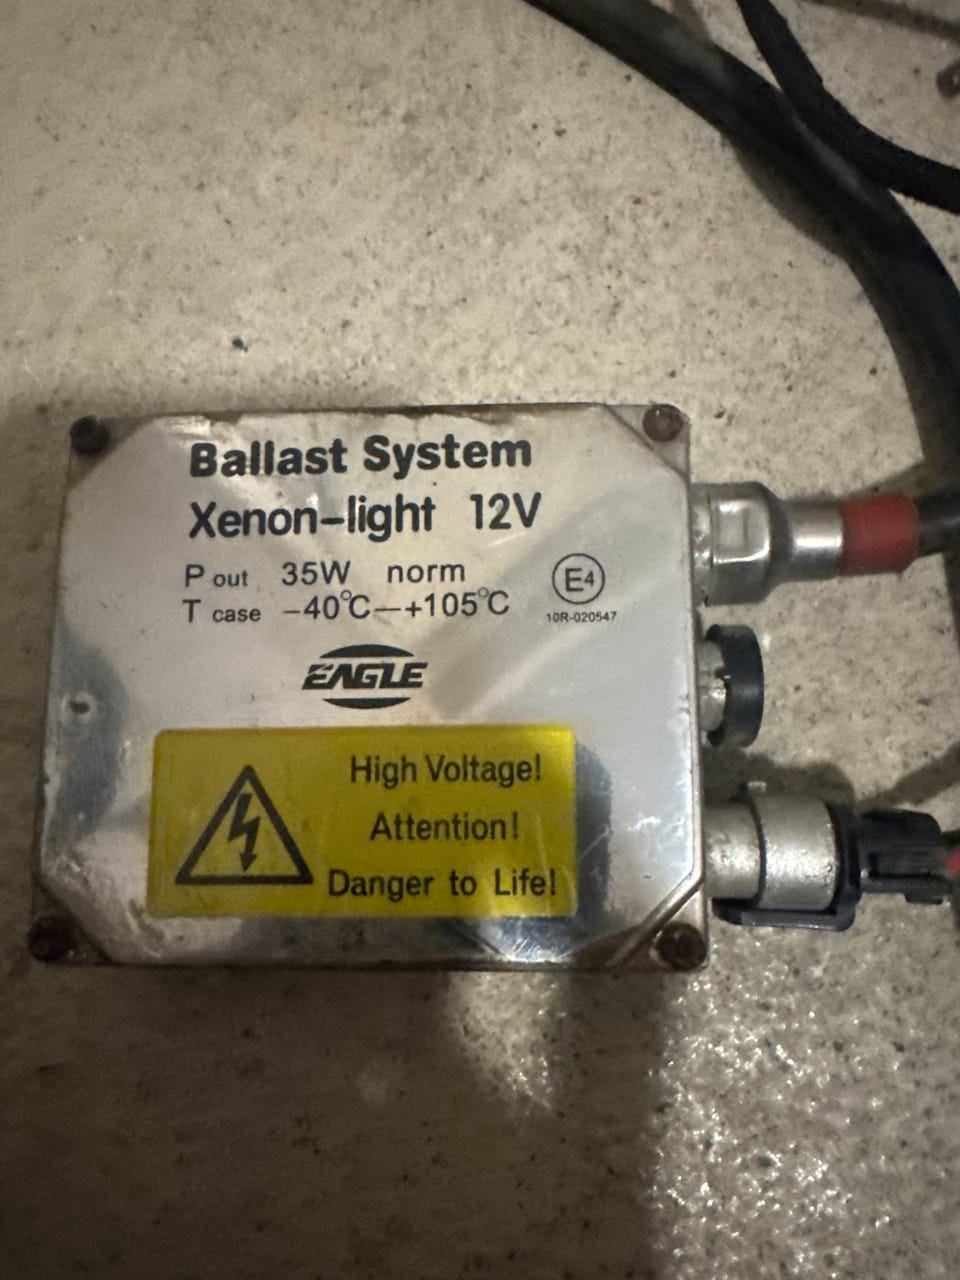 Ballast System
Xenon-light 12V
P out 35W norm
T case -40°C—+105°C
E4
10R-020547
EAGLE
High Voltage!
Attention!
Danger to Life!